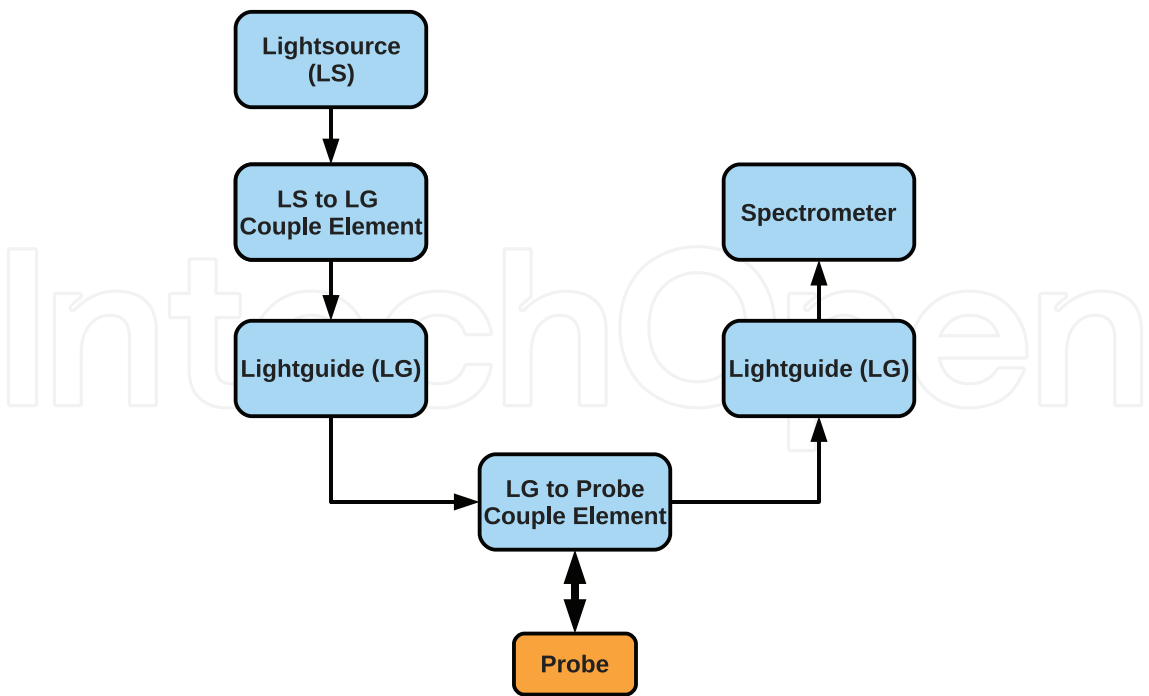 Lightsource
(LS)
LS to LG
Couple Element
Lightguide (LG)
LG to Probe
Couple Element
Probe
Lightguide (LG)
Spectrometer
IntechOpen